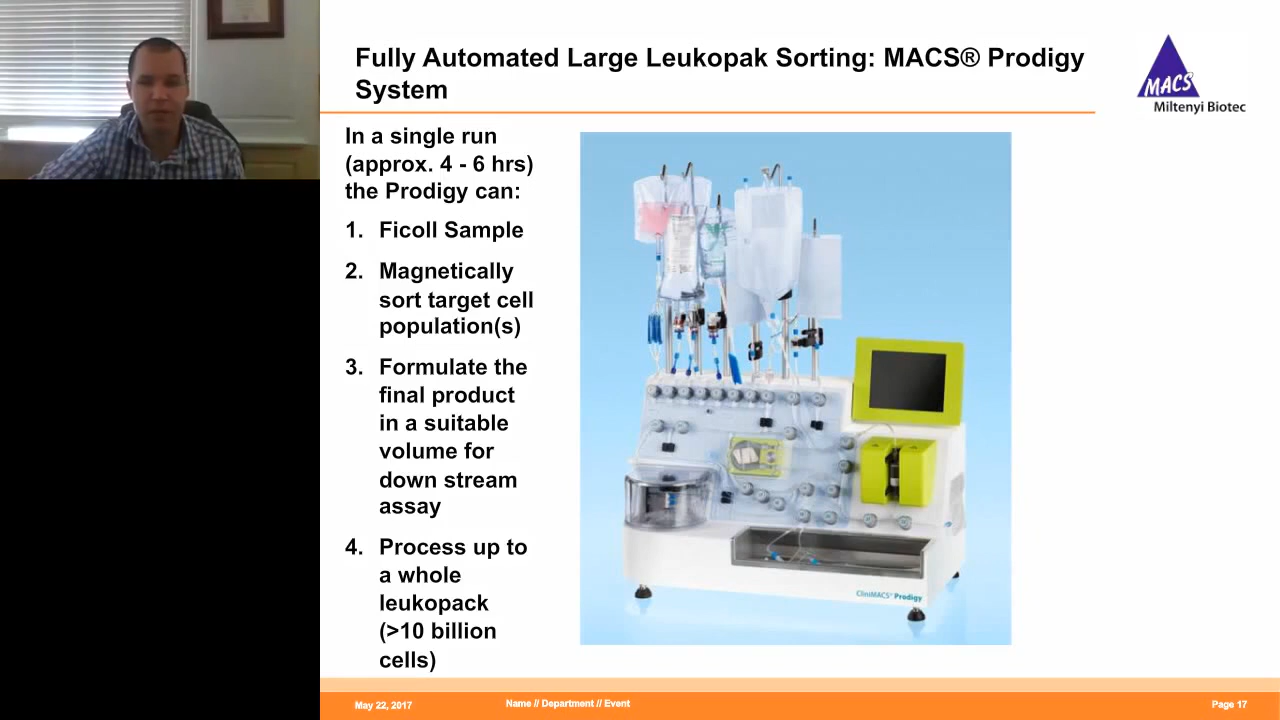 Fully Automated Large Leukopak Sorting: MACS® Prodigy
System
MACS
Miltenyi Biotec
In a single run
(approx. 4 - 6 hrs)
the Prodigy can:
1. Ficoll Sample
2. Magnetically
sort target cell
population(s)
3. Formulate the
final product
in a suitable
volume for
down stream
assay
4. Process up to
a whole
leukopack
(>10 billion
cells)
CliniMACS® Prodigy
May 22, 2017
Name // Department // Event
Page 17